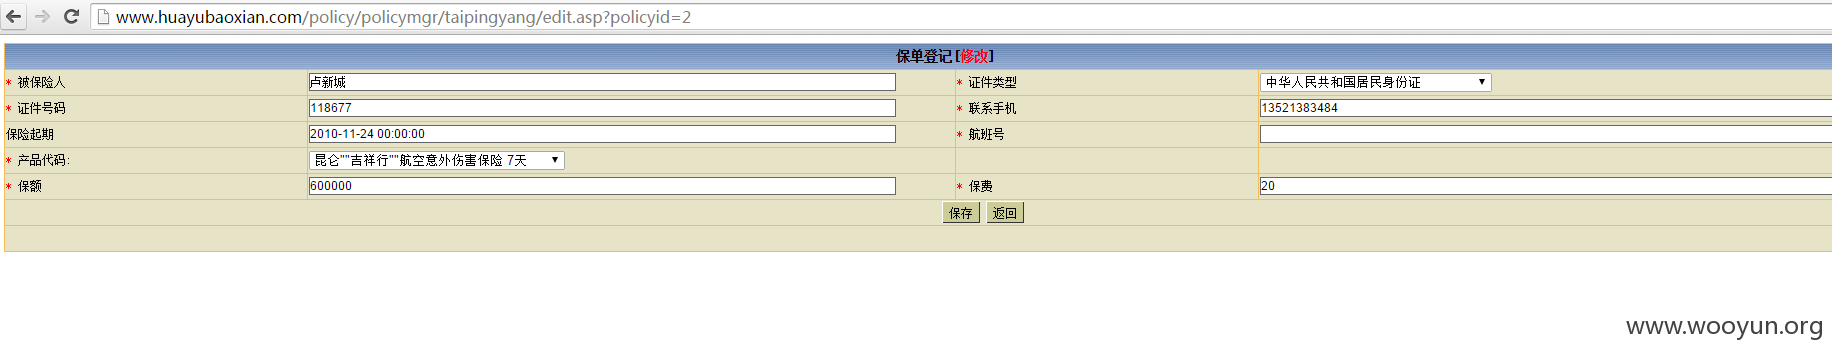 www.huayubaoxian.com/policy/policymgr/taipingyang/edit.asp?policyid=2
保单登记 [修改]
* 被保险人 卢新城 * 证件类型 中华人民共和国居民身份证
* 证件号码 118677 * 联系手机 13521383484
保险起期 2010-11-24 00:00:00 * 航班号
* 产品代码: 昆仑""吉祥行""航空意外伤害保险 7天
* 保额 600000 * 保费 20
保存 返回
www.wooyun.org